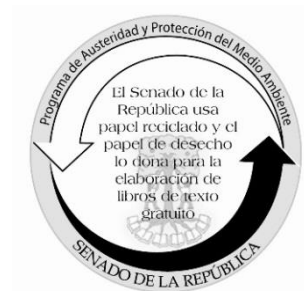 Programa de Austeridad y Protección del Medio Ambiente
El Senado de la
República usa
papel reciclado y el
papel de desecho
lo dona para la
elaboración de
libros de texto
gratuito
SENADO DE LA REPÚBLICA